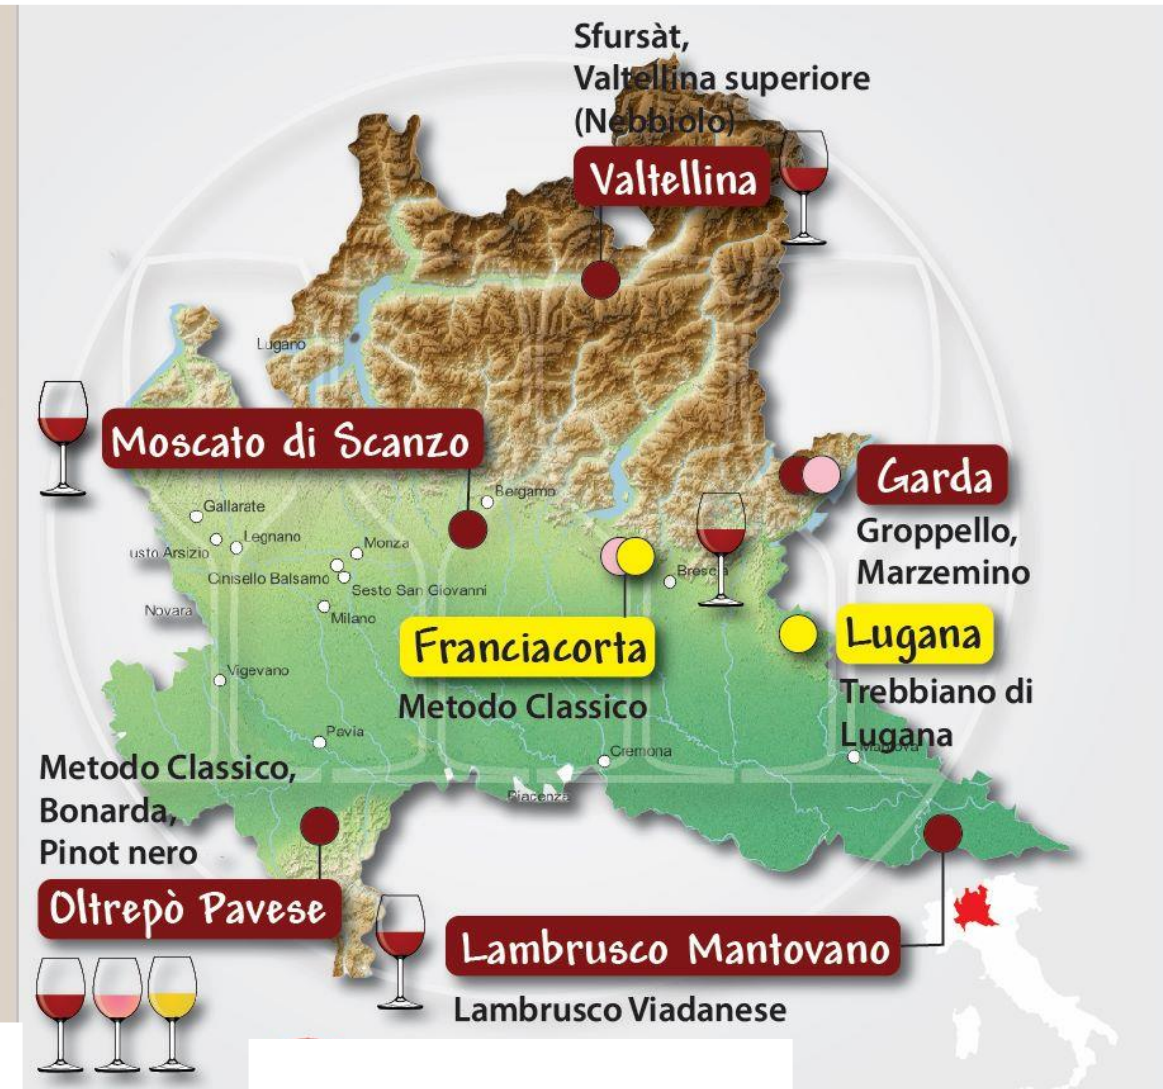 Sfursàt,
Valtellina superiore
(Nebbiolo)
Valtellina
Lugano
Moscato di Scanzo
Garda
Groppello,
Marzemino
Bergamo
Gallarate
Legnano
usto Arsizio
Monza
Cinisello Balsamo
Sesto San Giovanni
Brescia
Novara
Milano
Franciacorta
Metodo Classico
Lugana
Trebbiano di
Lugana
Vigevano
Pavia
Cremona
Mantova
Piacenza
Metodo Classico,
Bonarda,
Pinot nero
Oltrepò Pavese
Lambrusco Mantovano
Lambrusco Viadanese